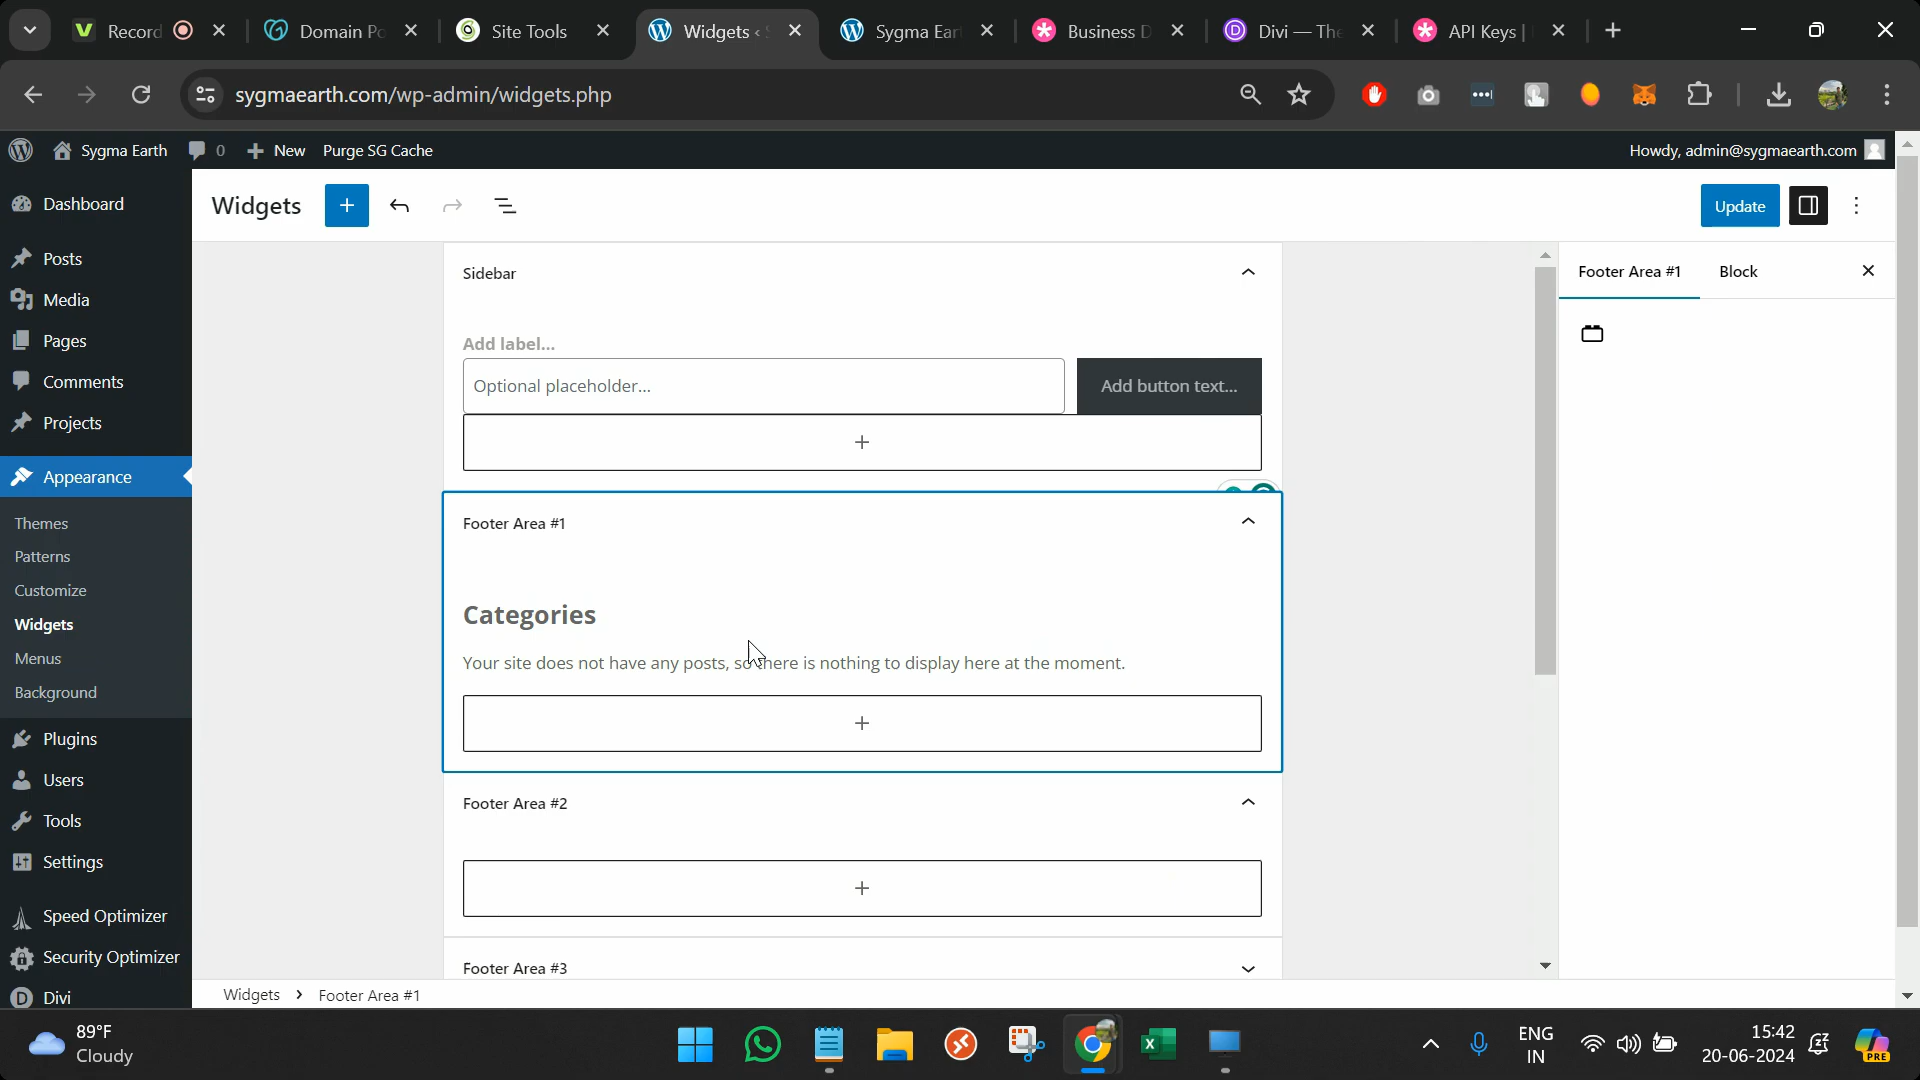 Record
Domain Po
Site Tools
Widgets ‹ S
Sygma Ear
Business D
Divi — The
API Keys |
sygmaearth.com/wp-admin/widgets.php
Sygma Earth
0
New
Purge SG Cache
Howdy, admin@sygmaearth.com
Dashboard
Posts
Media
Pages
Comments
Projects
Appearance
Themes
Patterns
Customize
Widgets
Menus
Background
Plugins
Users
Tools
Settings
Speed Optimizer
Security Optimizer
Divi
Widgets
Update
Sidebar
Add label...
Optional placeholder...
Add button text...
Footer Area #1
Categories
Your site does not have any posts, so there is nothing to display here at the moment.
Footer Area #2
Footer Area #3
Footer Area #1
Block
Widgets › Footer Area #1
89°F
Cloudy
ENG
IN
15:42
20-06-2024
PRE